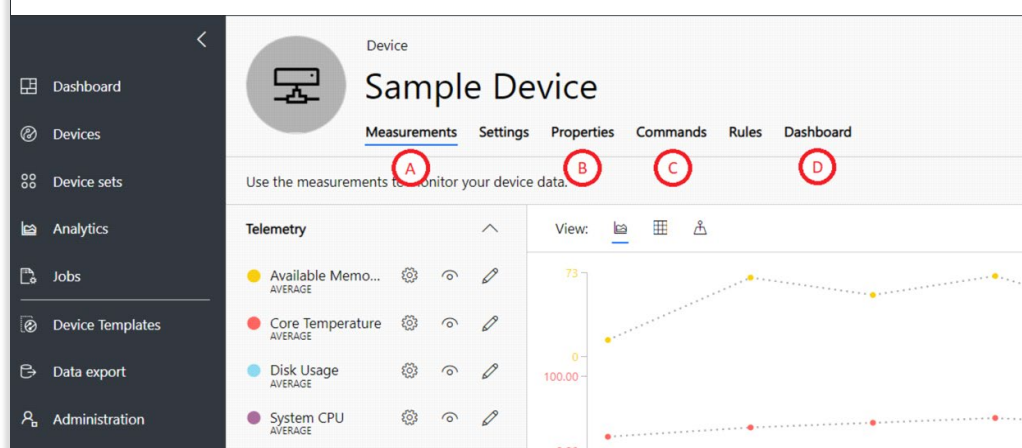 Device
Sample Device
Dashboard
Devices
Device sets
Analytics
Jobs
Device Templates
Data export
Administration
Measurements Settings Properties Commands Rules Dashboard
A B C D
Use the measurements to monitor your device data.
Telemetry
View:
Available Memo...
AVERAGE
Core Temperature
AVERAGE
Disk Usage
AVERAGE
System CPU
AVERAGE
73
0
100.00